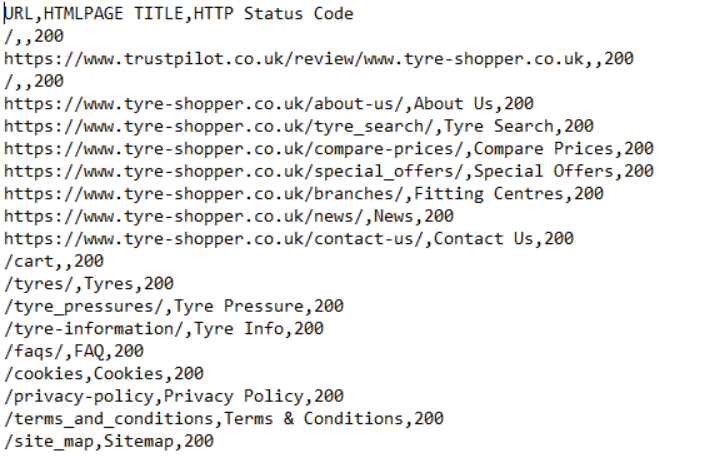 URL,HTMLPAGE TITLE,HTTP Status Code
/,,200
https://www.trustpilot.co.uk/review/www.tyre-shopper.co.uk,,200
/,,200
https://www.tyre-shopper.co.uk/about-us/,About Us,200
https://www.tyre-shopper.co.uk/tyre_search/,Tyre Search,200
https://www.tyre-shopper.co.uk/compare-prices/,Compare Prices,200
https://www.tyre-shopper.co.uk/special_offers/,Special Offers,200
https://www.tyre-shopper.co.uk/branches/,Fitting Centres,200
https://www.tyre-shopper.co.uk/news/,News,200
https://www.tyre-shopper.co.uk/contact-us/,Contact Us,200
/cart,,200
/tyres/,Tyres,200
/tyre_pressures/,Tyre Pressure,200
/tyre-information/,Tyre Info,200
/faqs/,FAQ,200
/cookies,Cookies,200
/privacy-policy,Privacy Policy,200
/terms_and_conditions,Terms & Conditions,200
/site_map,Sitemap,200